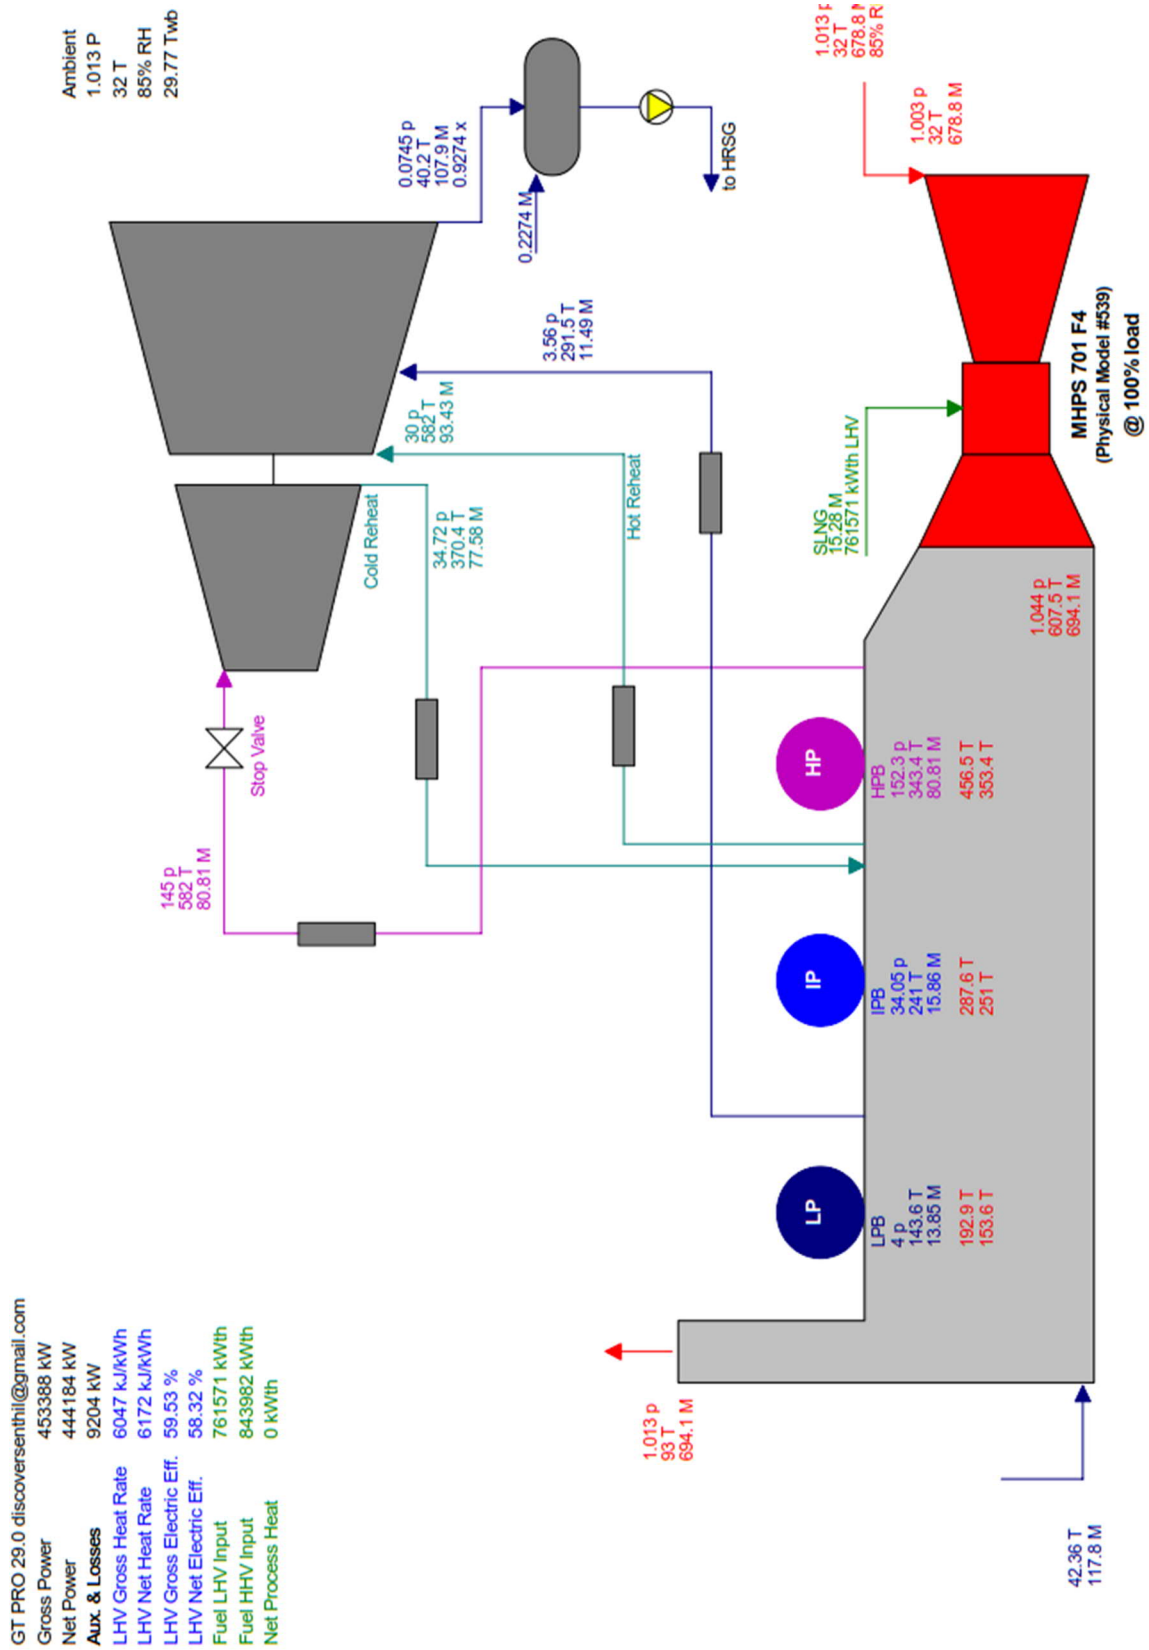 GT PRO 29.0 discoversenthil@gmail.com
Gross Power 453388 kW
Net Power 444184 kW
Aux. & Losses 9204 kW
LHV Gross Heat Rate 6047 kJ/kWh
LHV Net Heat Rate 6172 kJ/kWh
LHV Gross Electric Eff. 59.53 %
LHV Net Electric Eff. 58.32 %
Fuel LHV Input 761571 kWth
Fuel HHV Input 843982 kWth
Net Process Heat 0 kWth
Ambient
1.013 P
32 T
85% RH
29.77 Twb
145 p
582 T
80.81 M
Stop Valve
Cold Reheat
34.72 p
370.4 T
77.58 M
30 p
582 T
93.43 M
Hot Reheat
3.56 p
291.5 T
11.49 M
0.0745 p
40.2 T
107.9 M
0.9274 x
0.2274 M
to HRSG
1.013 p
93 T
694.1 M
LP
LPB
4 p
143.6 T
13.85 M
192.9 T
153.6 T
IP
IPB
34.05 p
241 T
15.86 M
287.6 T
251 T
HP
HPB
152.3 p
343.4 T
80.81 M
456.5 T
353.4 T
SLNG
15.28 M
761571 kWth LHV
1.013 p
32 T
678.8 M
85% R
1.003 p
32 T
678.8 M
1.044 p
607.5 T
694.1 M
MHPS 701 F4
(Physical Model #539)
@ 100% load
42.36 T
117.8 M